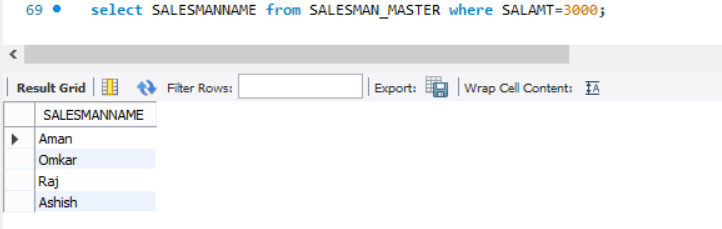 69 select SALESMANNAME from SALESMAN_MASTER where SALAMT=3000;
Result Grid Filter Rows: Export: Wrap Cell Content: IA
SALESMANNAME
Aman
Omkar
Raj
Ashish